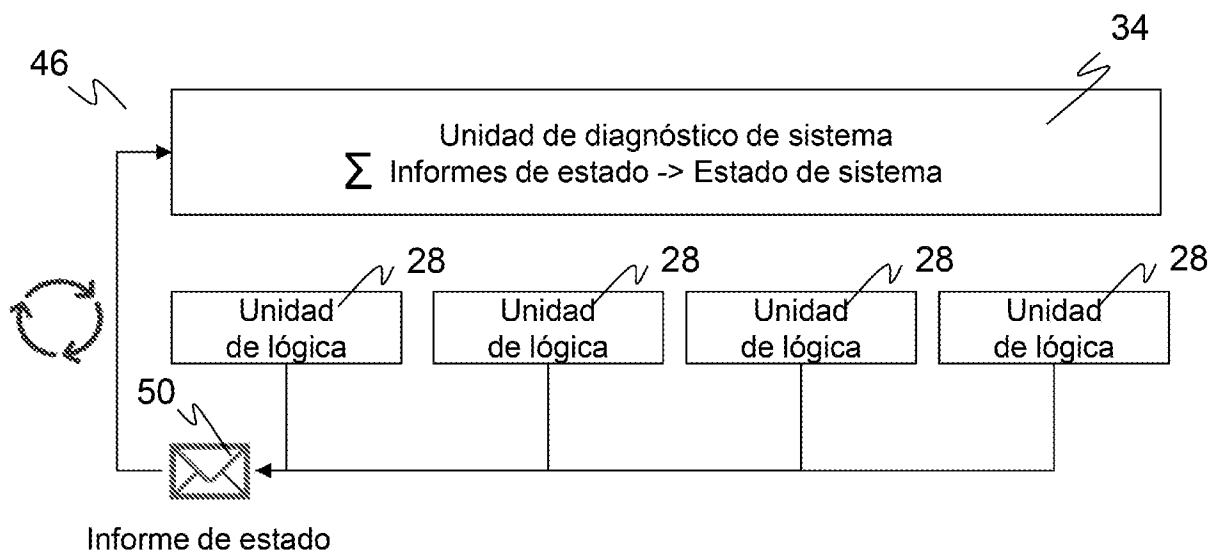 46
34
Unidad de diagnóstico de sistema
Σ Informes de estado -> Estado de sistema
28
28
28
28
Unidad
de lógica
Unidad
de lógica
Unidad
de lógica
Unidad
de lógica
50
Informe de estado